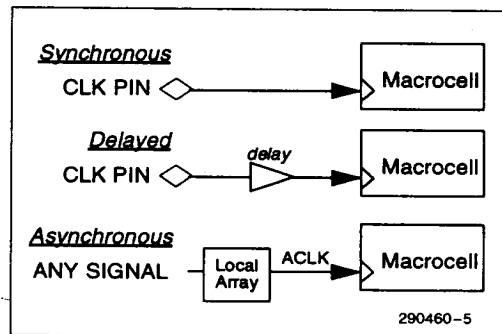 Synchronous
CLK PIN
Macrocell
Delayed
CLK PIN
delay
Macrocell
Asynchronous
ANY SIGNAL
Local
Array
ACLK
Macrocell
290460-5